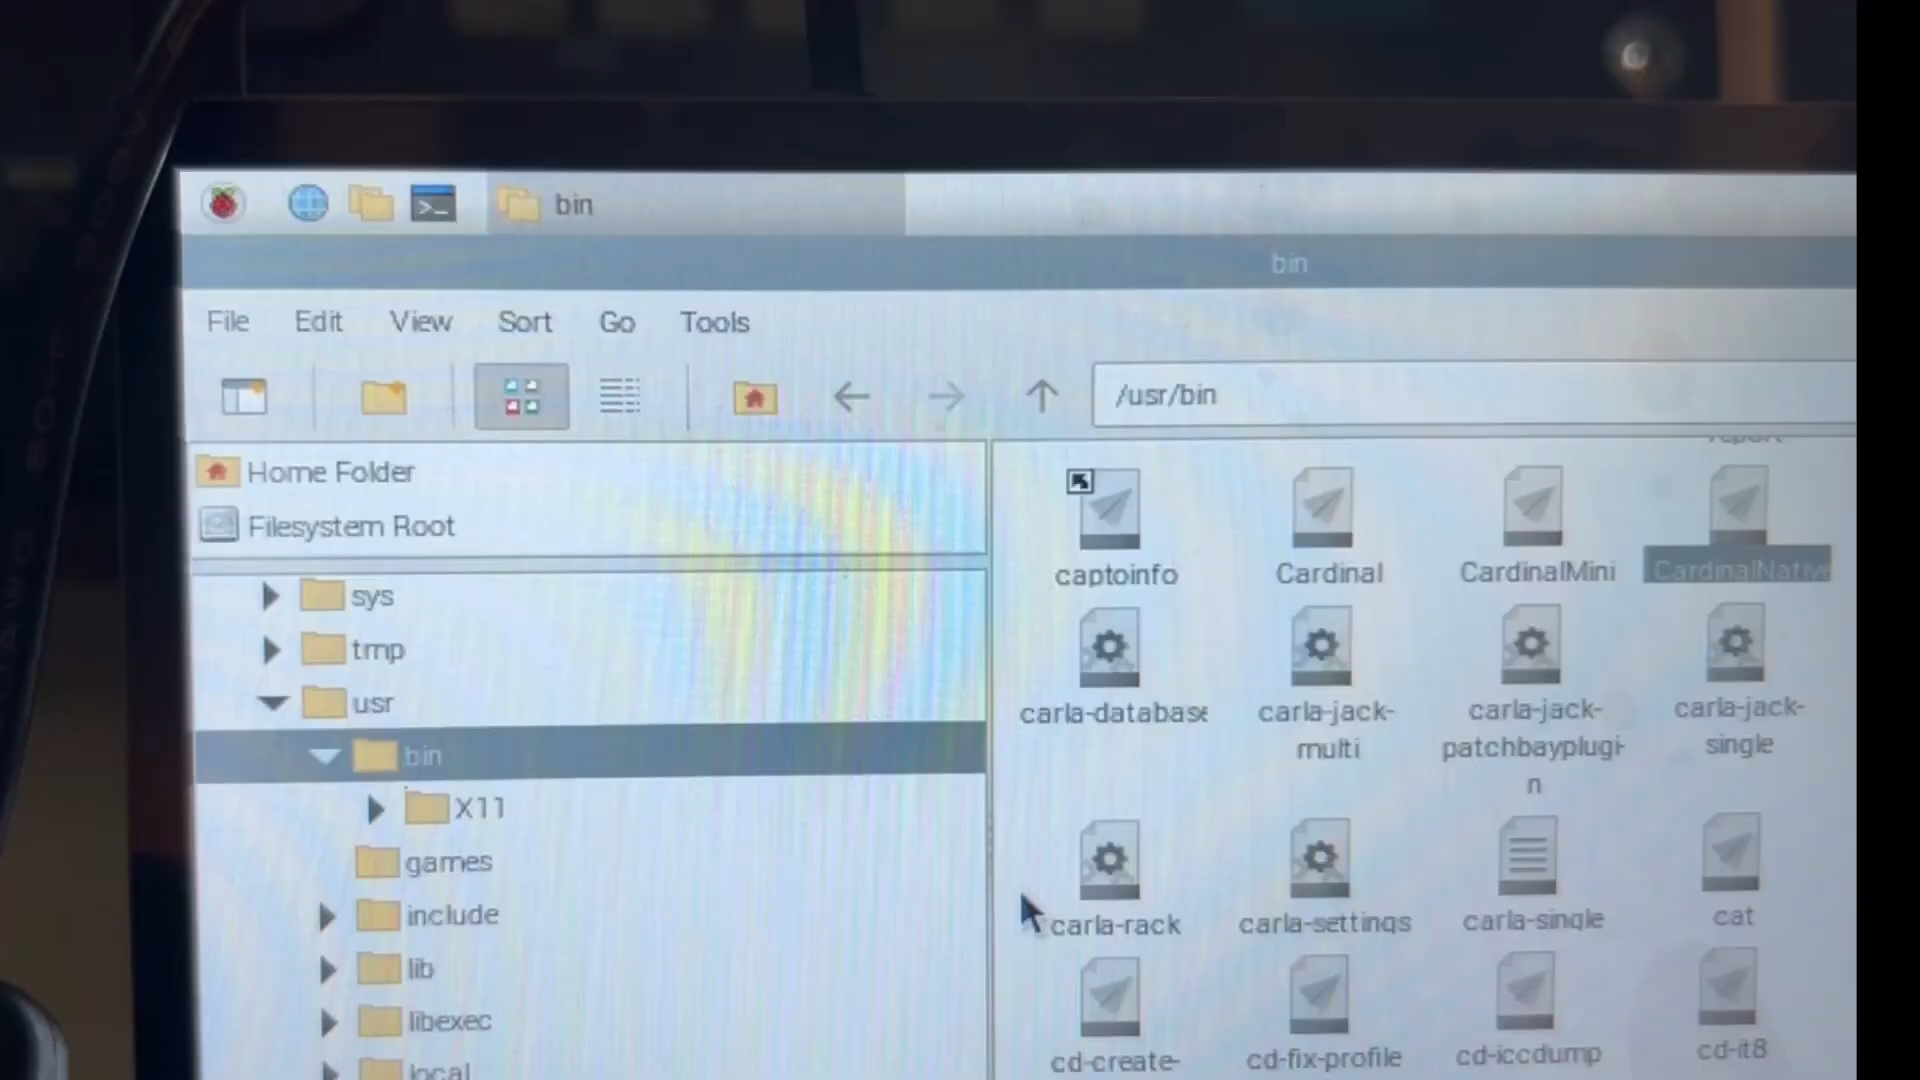 bin
bin
File Edit View Sort Go Tools
/usr/bin
Home Folder
Filesystem Root
sys
tmp
usr
bin
X11
games
include
lib
libexec
local
captoinfo
Cardinal
CardinalMini
CardinalNative
carla-database
carla-jack-
multi
carla-jack-
patchbayplugi-
n
carla-jack-
single
carla-rack
carla-settings
carla-single
cat
cd-create-
cd-fix-profile
cd-iccdump
cd-it8